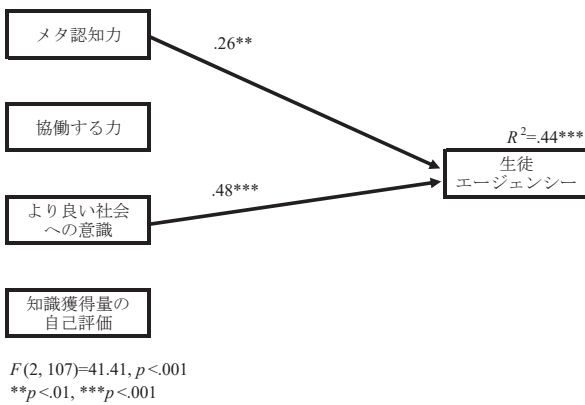 メタ認知力
.26**
協働する力
R²=.44***
生徒
エージェンシー
.48***
より良い社会
への意識
知識獲得量の
自己評価
F(2, 107)=41.41, p<.001
**p<.01, ***p<.001